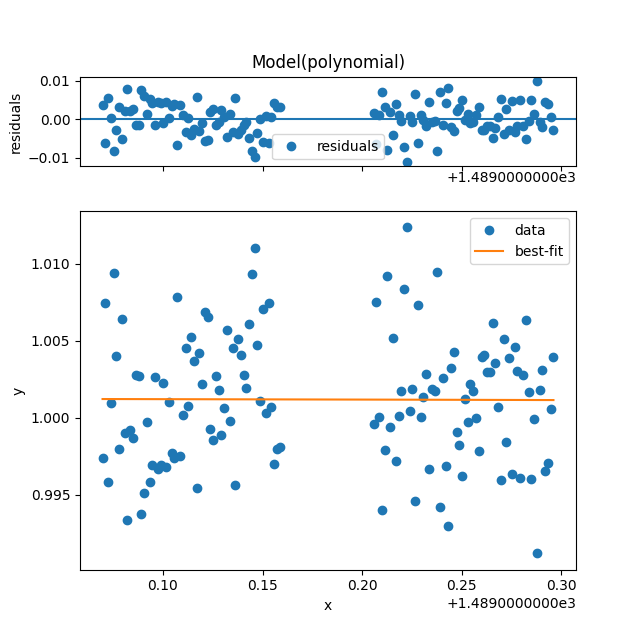 Model(polynomial)
0.01
0.00
−0.01
residuals
residuals
+1.4890000000e3
1.010
1.005
1.000
0.995
y
data
best-fit
0.10
0.15
0.20
0.25
0.30
x
+1.4890000000e3